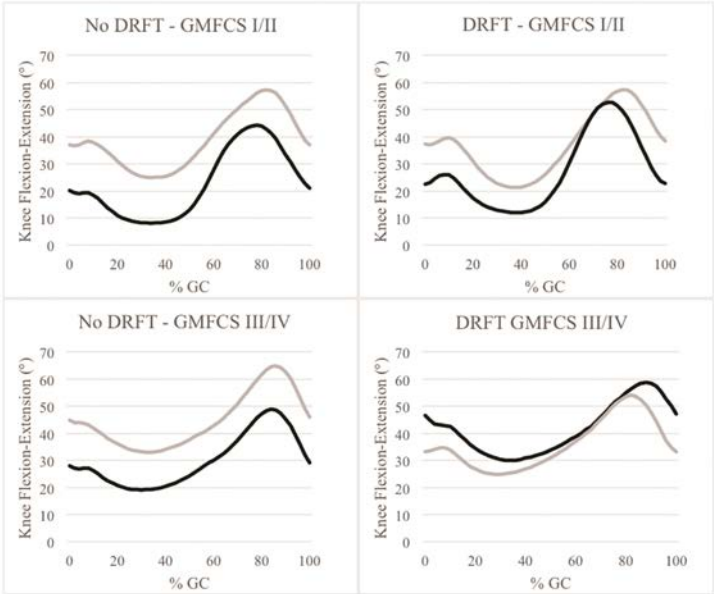 No DRFT - GMFCS I/II
Knee Flexion-Extension (°)
70
60
50
40
30
20
10
0
0 20 40 60 80 100
% GC
DRFT - GMFCS I/II
Knee Flexion-Extension (°)
70
60
50
40
30
20
10
0
0 20 40 60 80 100
% GC
No DRFT - GMFCS III/IV
Knee Flexion-Extension (°)
70
60
50
40
30
20
10
0
0 20 40 60 80 100
% GC
DRFT GMFCS III/IV
Knee Flexion-Extension (°)
70
60
50
40
30
20
10
0
0 20 40 60 80 100
% GC